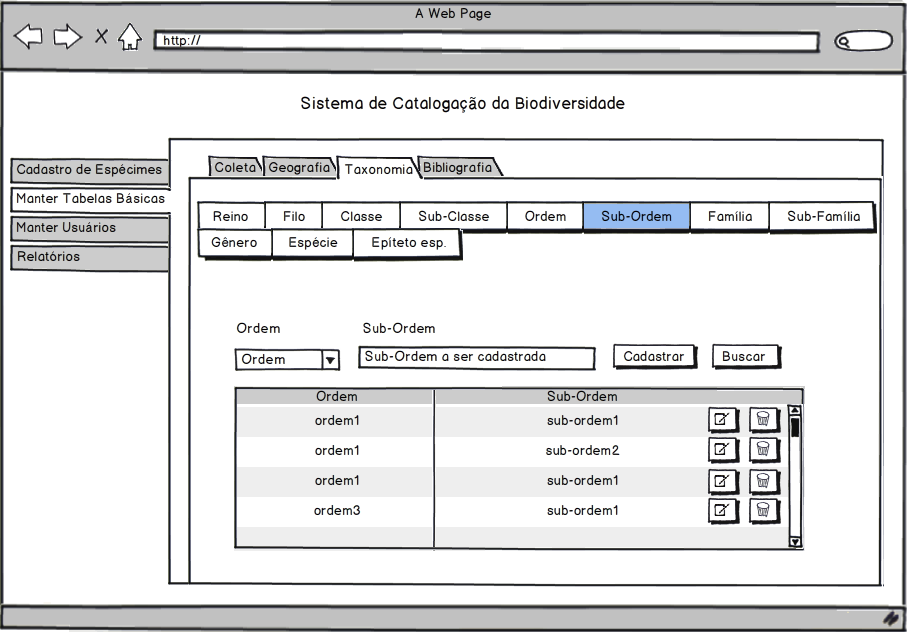 A Web Page
http://
Sistema de Catalogação da Biodiversidade
Cadastro de Espécimes
Manter Tabelas Básicas
Manter Usuários
Relatórios
Coleta Geografia Taxonomia Bibliografia
Reino Filo Classe Sub-Classe Ordem Sub-Ordem Família Sub-Família
Gênero Espécie Epíteto esp.
Ordem Sub-Ordem
Ordem Sub-Ordem a ser cadastrada Cadastrar Buscar
Ordem Sub-Ordem
ordem1 sub-ordem1
ordem1 sub-ordem2
ordem1 sub-ordem1
ordem3 sub-ordem1